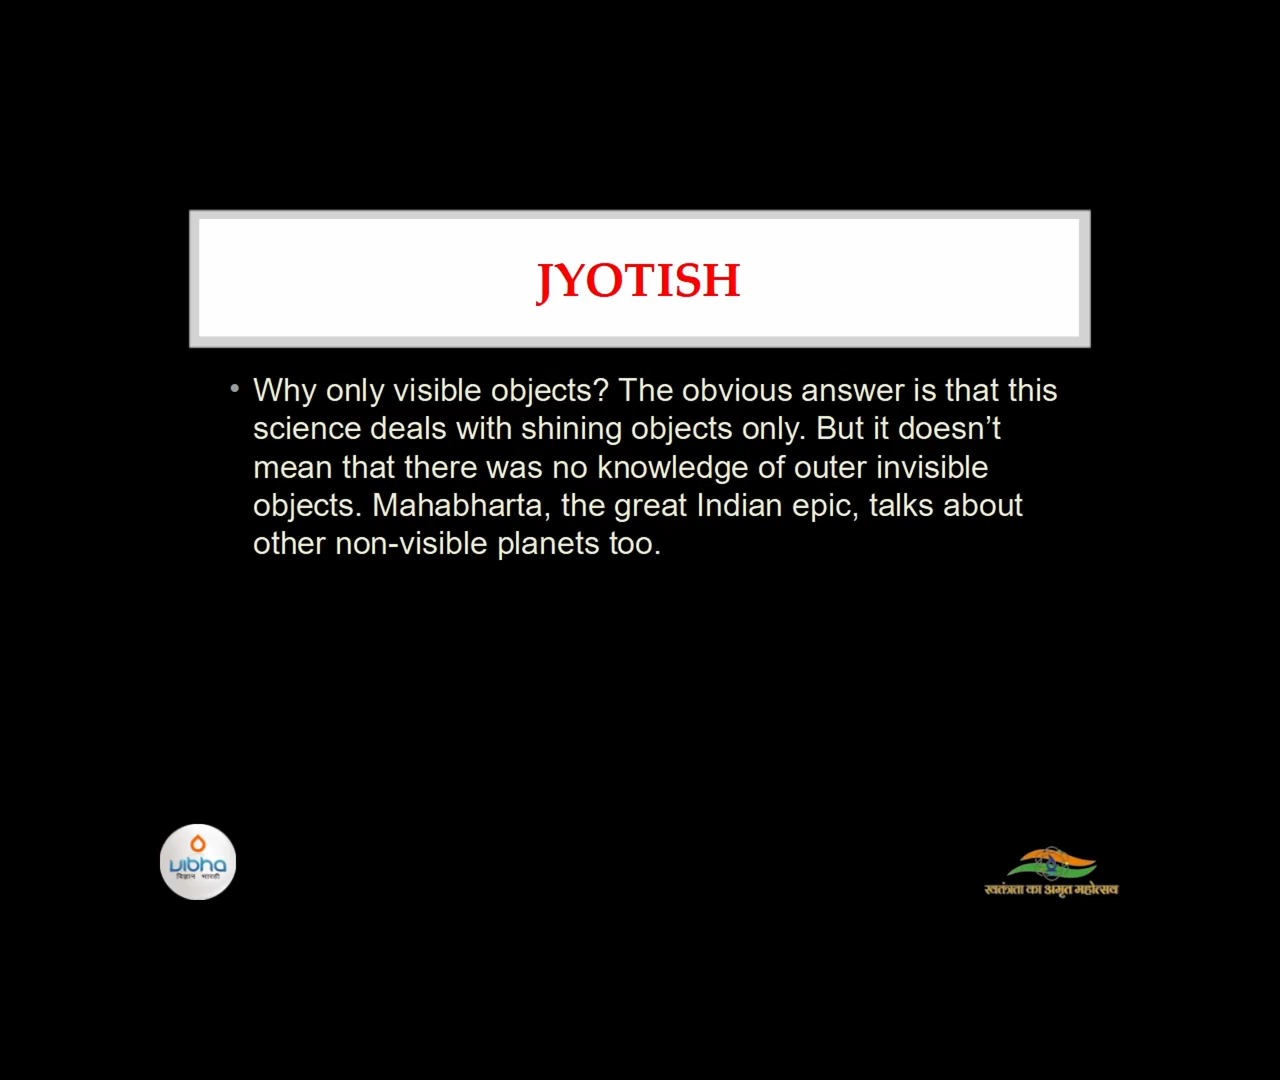 JYOTISH
• Why only visible objects? The obvious answer is that this
science deals with shining objects only. But it doesn’t
mean that there was no knowledge of outer invisible
objects. Mahabharta, the great Indian epic, talks about
other non-visible planets too.
vibha
विज्ञान भारती
स्वतंत्रता का अमृत महोत्सव